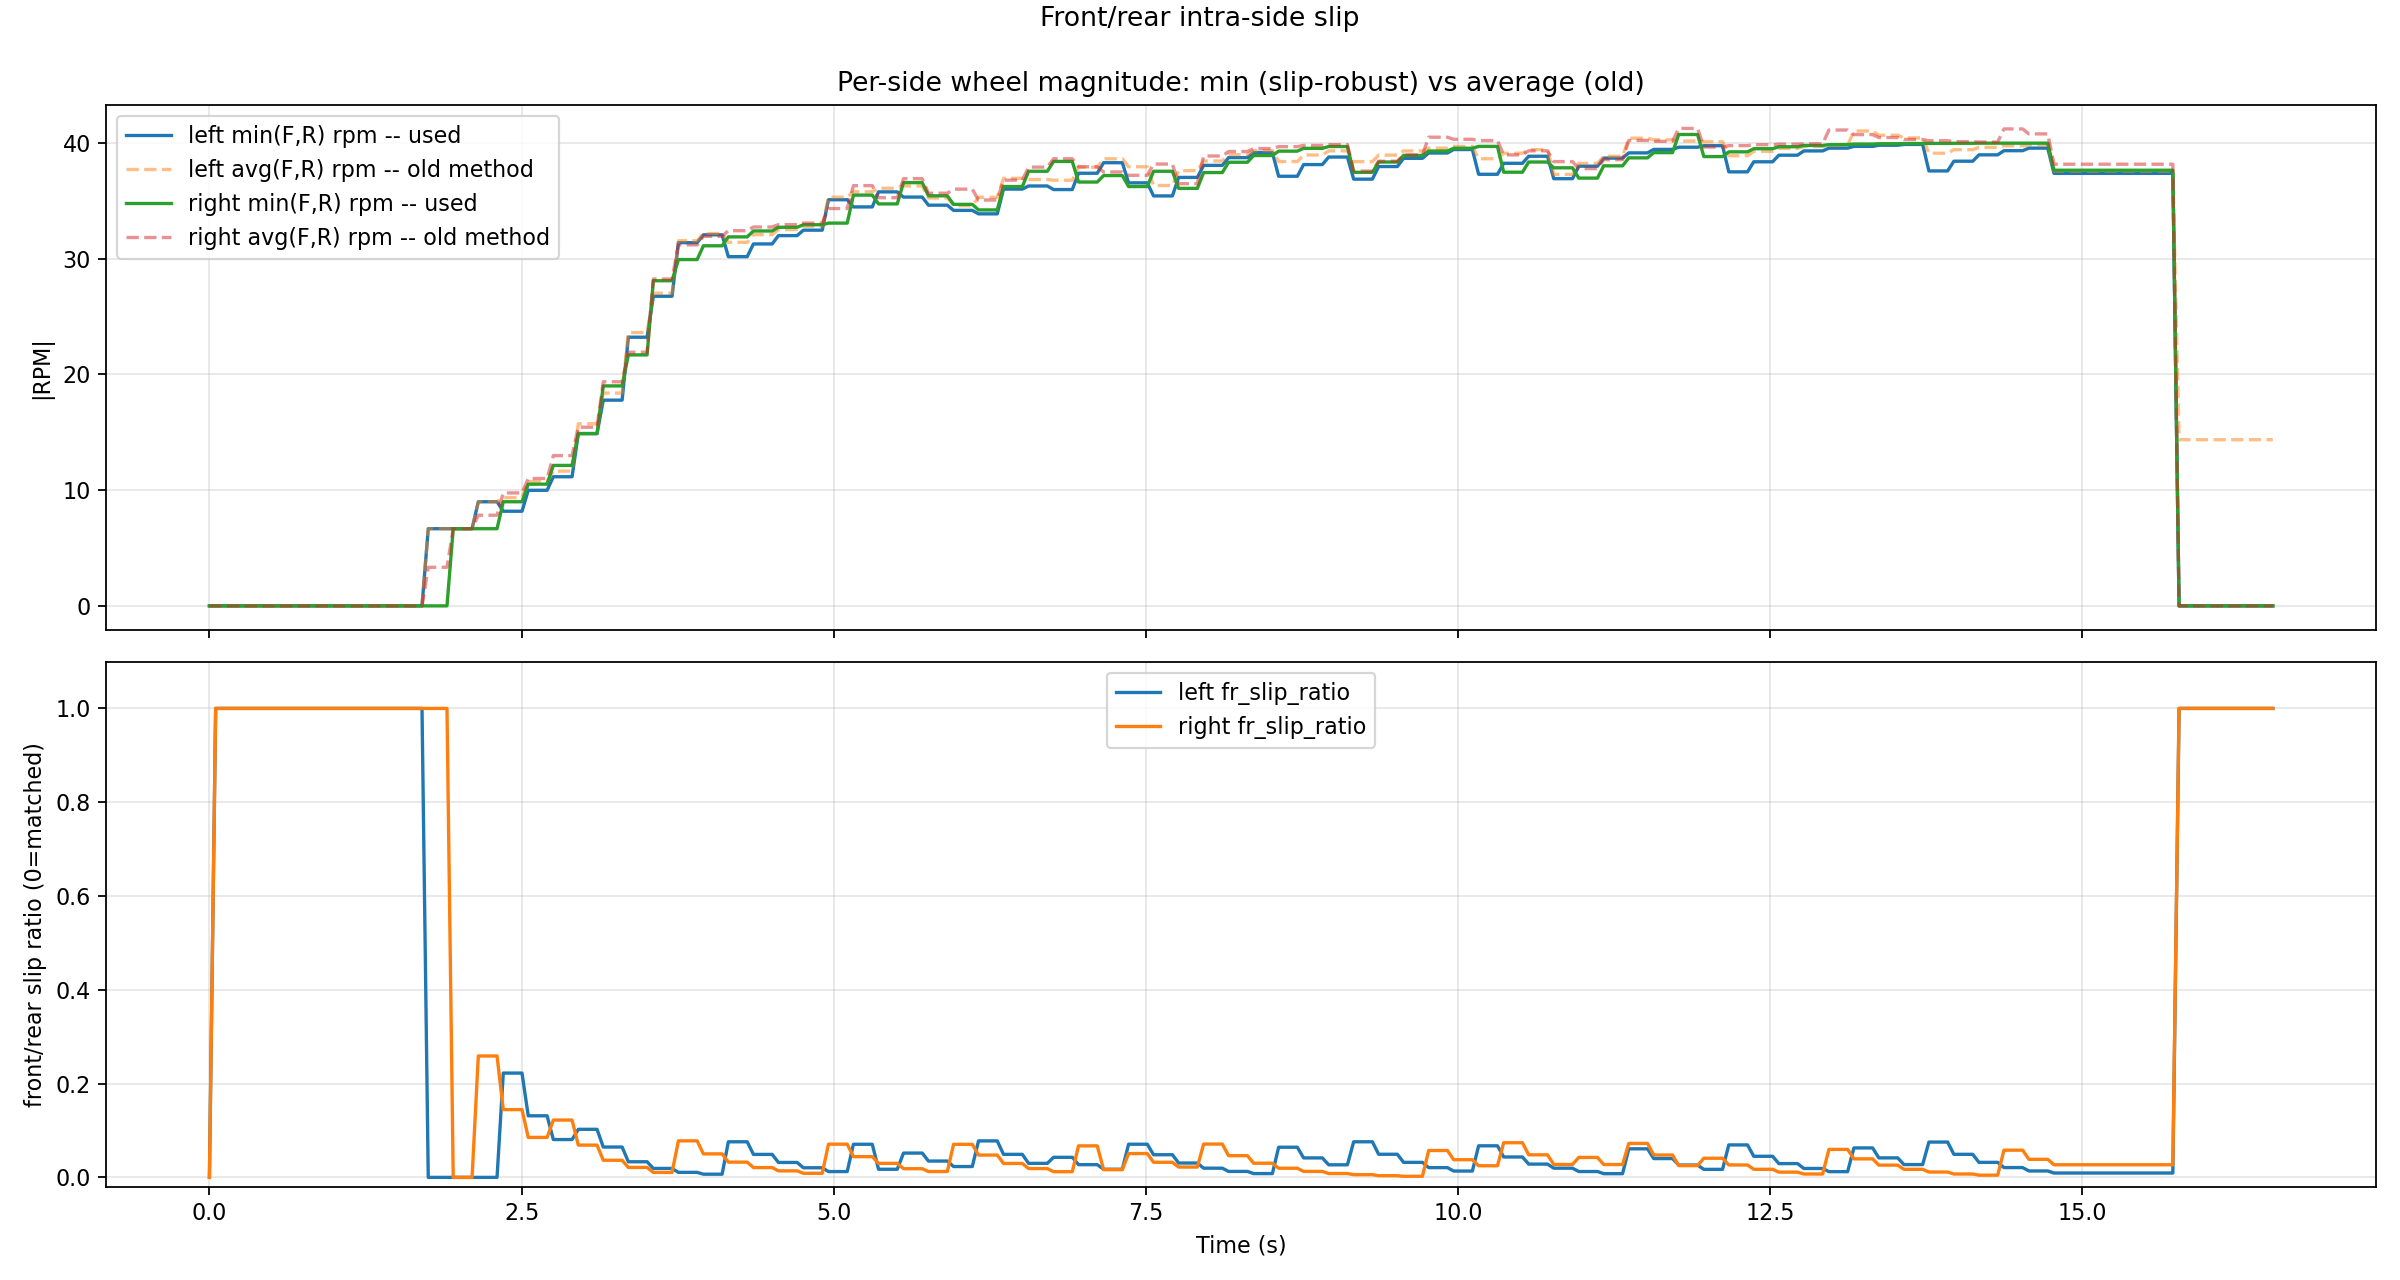 Front/rear intra-side slip
Per-side wheel magnitude: min (slip-robust) vs average (old)
left min(F,R) rpm -- used
left avg(F,R) rpm -- old method
right min(F,R) rpm -- used
right avg(F,R) rpm -- old method
|RPM|
40
30
20
10
0
left fr_slip_ratio
right fr_slip_ratio
front/rear slip ratio (0=matched)
1.0
0.8
0.6
0.4
0.2
0.0
0.0 2.5 5.0 7.5 10.0 12.5 15.0
Time (s)